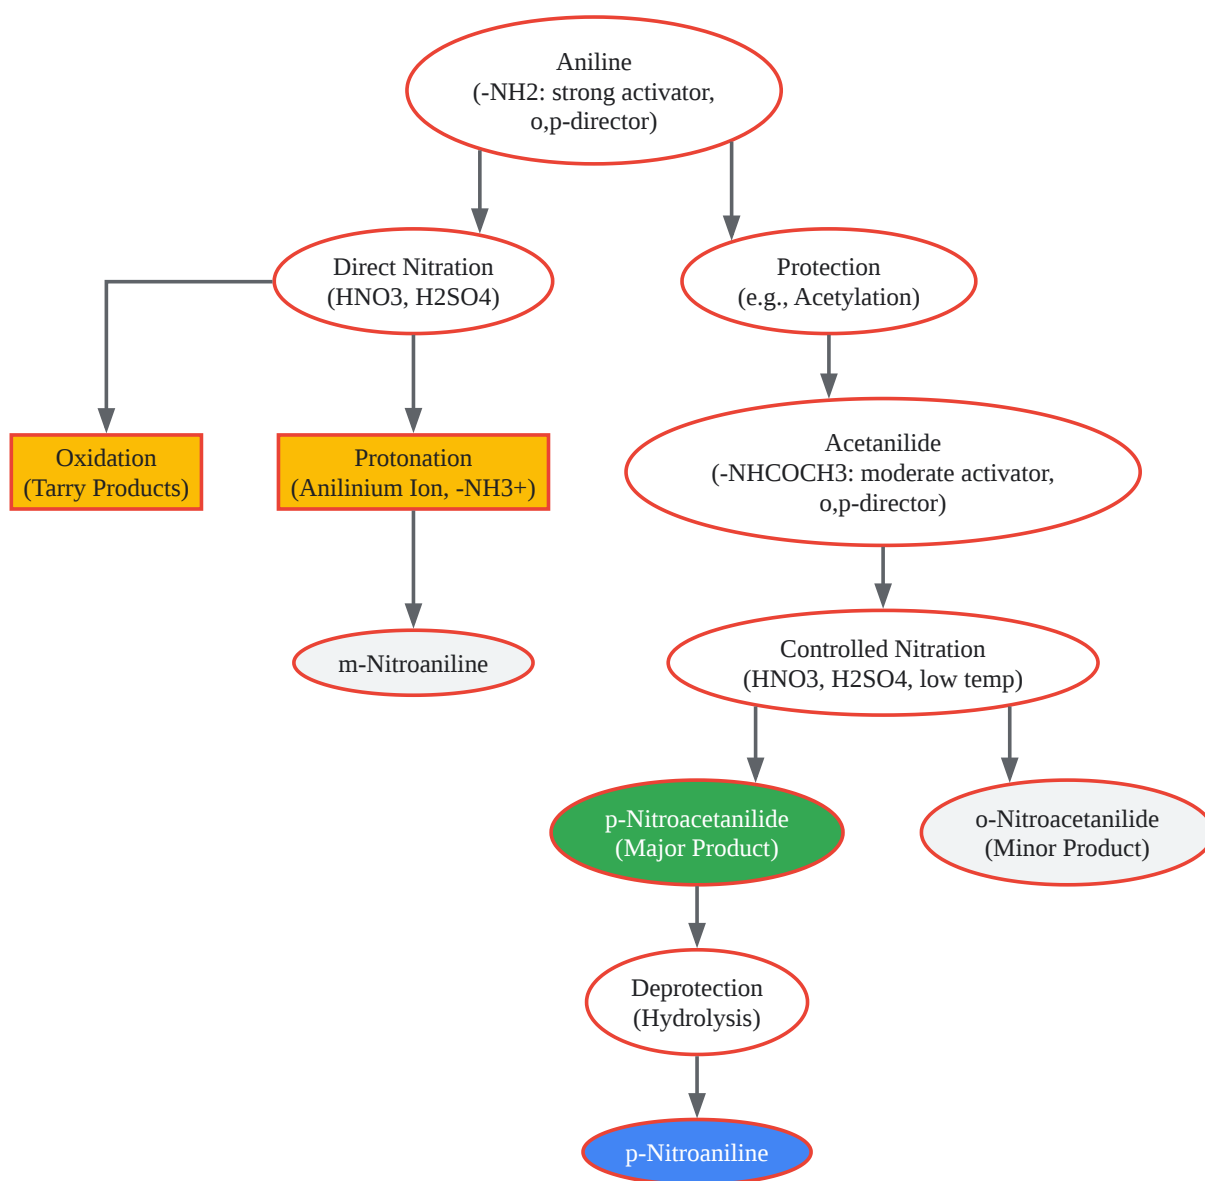 Aniline
(-NH2: strong activator,
o,p-director)
Direct Nitration
(HNO3, H2SO4)
Protection
(e.g., Acetylation)
Oxidation
(Tarry Products)
Protonation
(Anilinium Ion, -NH3+)
Acetanilide
(-NHCOCH3: moderate activator,
o,p-director)
m-Nitroaniline
Controlled Nitration
(HNO3, H2SO4, low temp)
p-Nitroacetanilide
(Major Product)
o-Nitroacetanilide
(Minor Product)
Deprotection
(Hydrolysis)
p-Nitroaniline